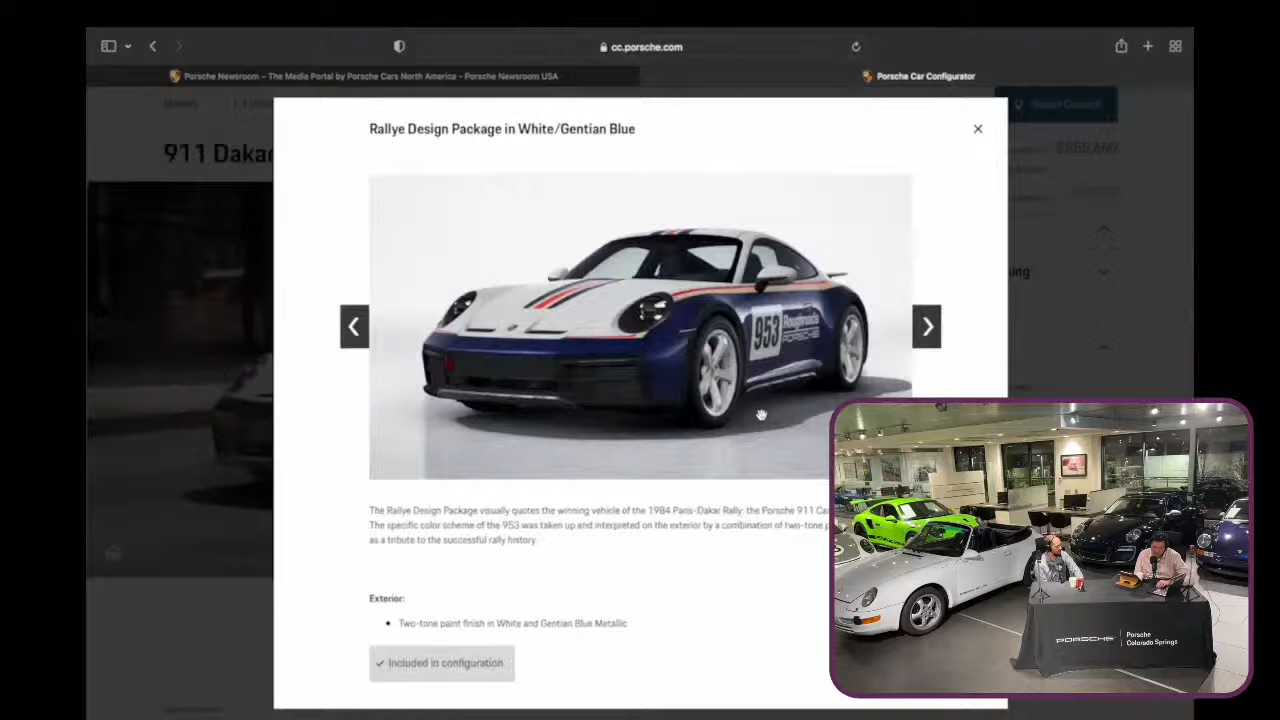 cc.porsche.com
Porsche Newsroom – The Media Portal by Porsche Cars North America - Porsche Newsroom USA
Porsche Car Configurator
Rallye Design Package in White/Gentian Blue
911 Dakar
953
Roughroads
PORSCHE
The Rallye Design Package visually quotes the winning vehicle of the 1984 Paris-Dakar Rally: the Porsche 911
The specific color scheme of the 953 was taken up and interpreted on the exterior by a combination of two-tone
as a tribute to the successful rally history.
Exterior:
Two-tone paint finish in White and Gentian Blue Metallic
Included in configuration
PORSCHE
Porsche
Colorado Springs